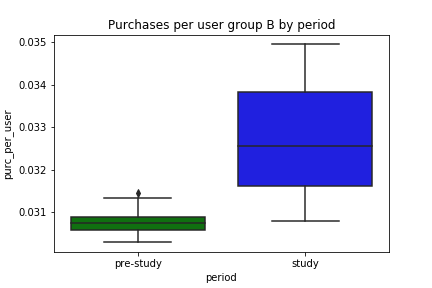 Purchases per user group B by period
purc_per_user
0.035
0.034
0.033
0.032
0.031
pre-study
study
period